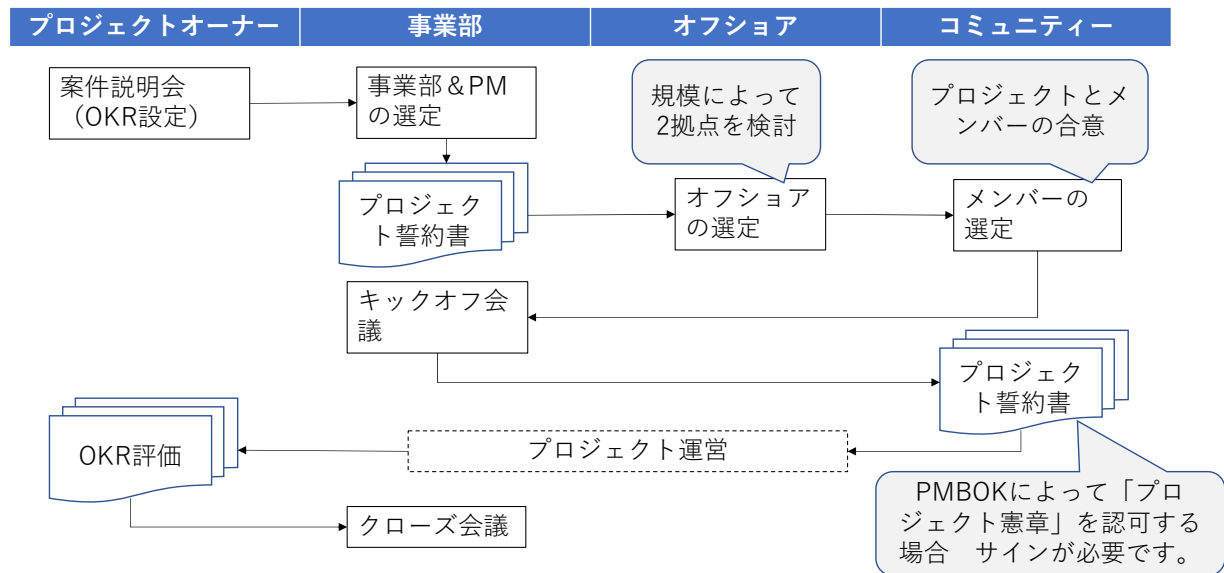 プロジェクトオーナー
事業部
オフショア
コミュニティー
案件説明会
（OKR設定）
事業部＆PM
の選定
規模によって
2拠点を検討
プロジェクトとメ
ンバーの合意
プロジェク
ト誓約書
オフショア
の選定
メンバーの
選定
キックオフ会
議
プロジェク
ト誓約書
OKR評価
プロジェクト運営
PMBOKによって「プロ
ジェクト憲章」を認可する
場合　サインが必要です。
クローズ会議